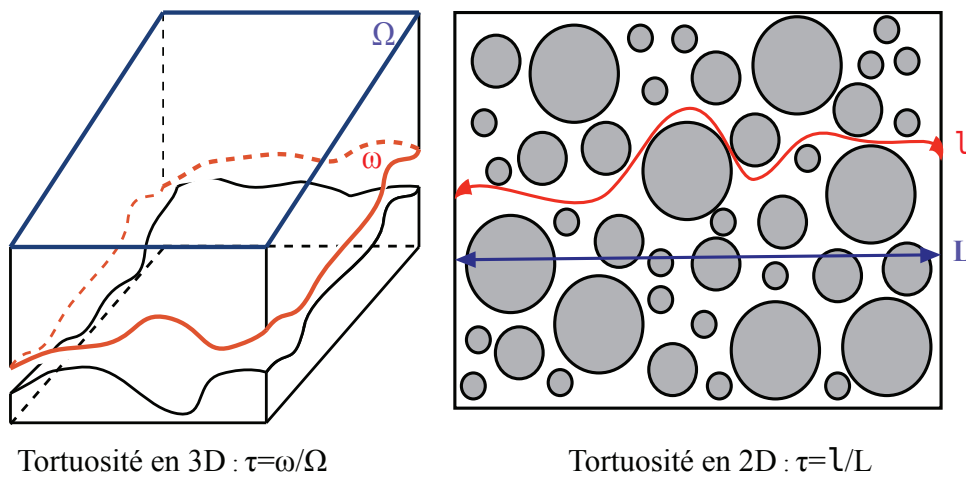 Ω
ω
l
L
Tortuosité en 3D : τ=ω/Ω
Tortuosité en 2D : τ=l/L